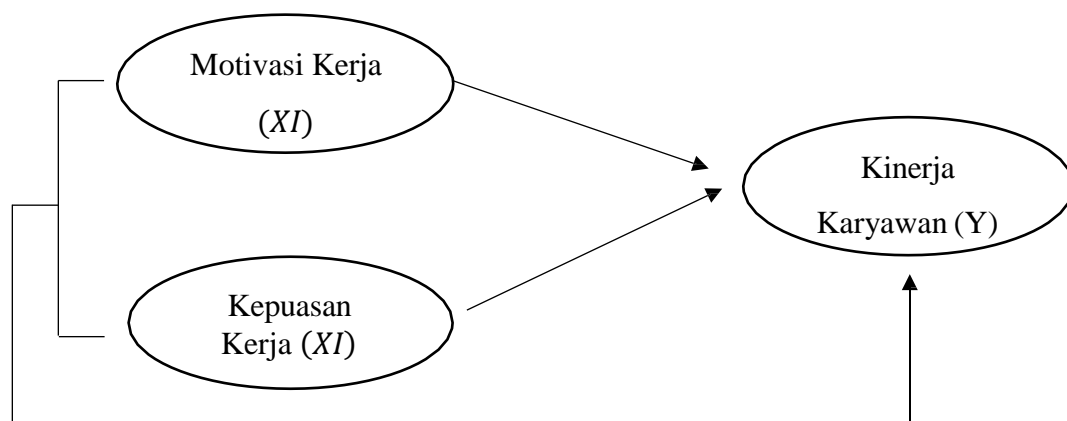 Motivasi Kerja
(XI)
Kepuasan
Kerja (XI)
Kinerja
Karyawan (Y)